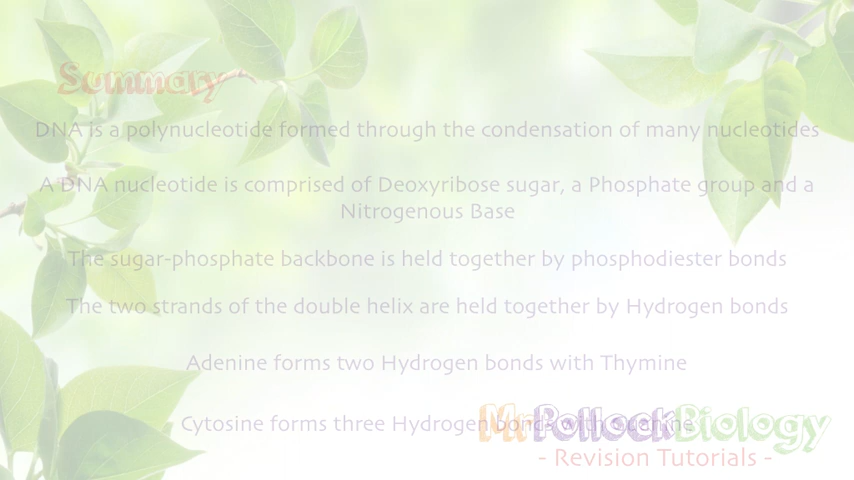 Summary
DNA is a polynucleotide formed through the condensation of many nucleotides
A DNA nucleotide is comprised of Deoxyribose sugar, a Phosphate group and a
Nitrogenous Base
The sugar-phosphate backbone is held together by phosphodiester bonds
The two strands of the double helix are held together by Hydrogen bonds
Adenine forms two Hydrogen bonds with Thymine
Cytosine forms three Hydrogen bonds with Guanine
MrPollockBiology
- Revision Tutorials -